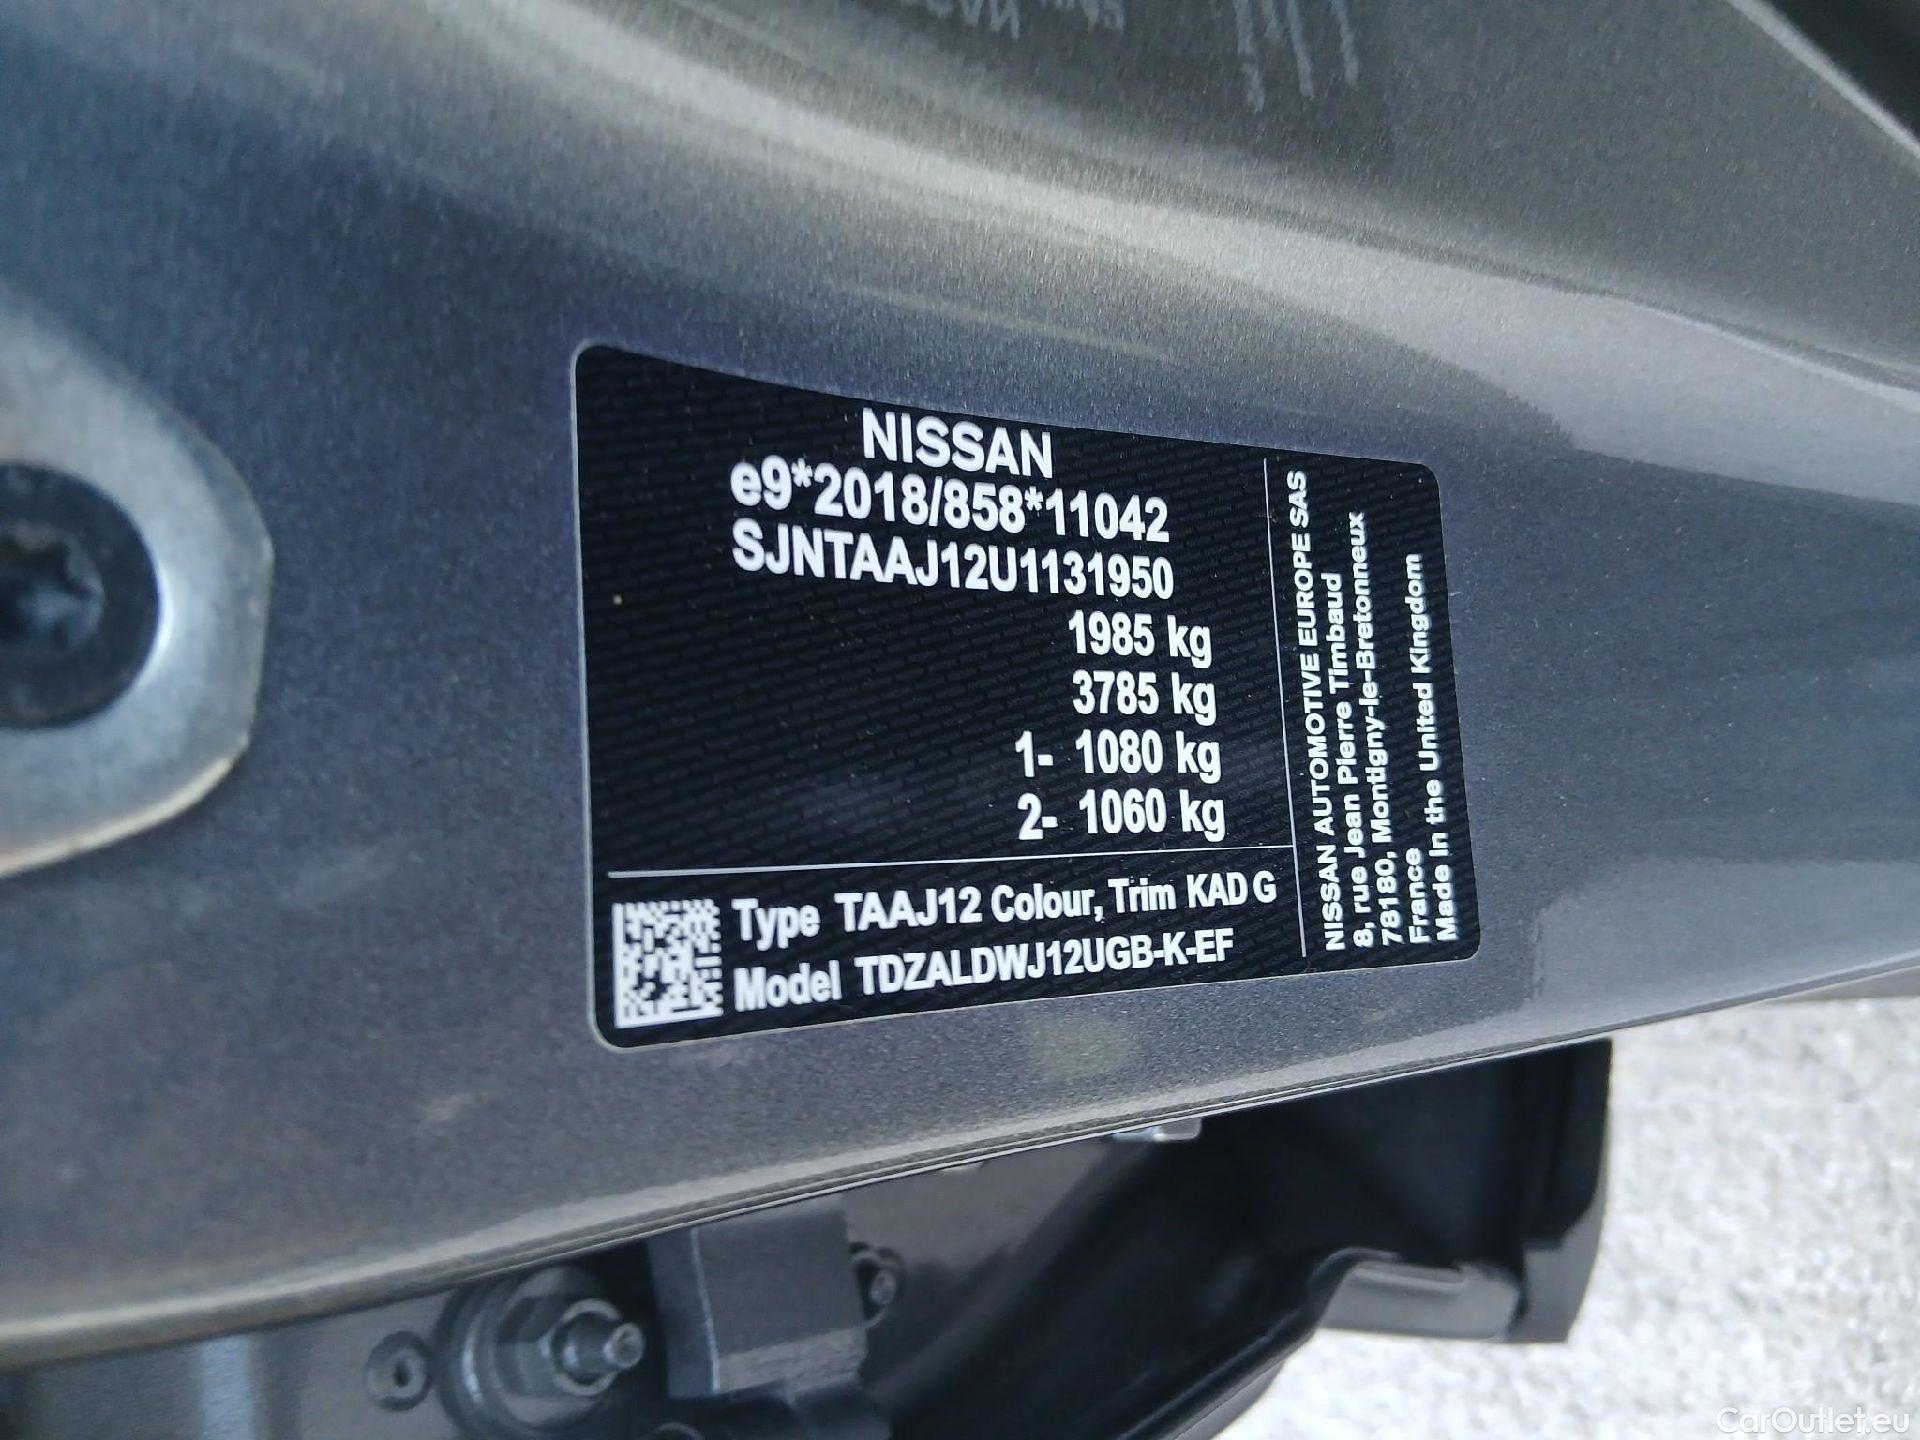 NISSAN
e9*2018/858*11042
SJNTAAJ12U1131950
1985 kg
3785 kg
1- 1080 kg
2- 1060 kg
Type TAAJ12 Colour, Trim KAD G
Model TDZALDWJ12UGB-K-EF
NISSAN AUTOMOTIVE EUROPE SAS
8, rue Jean Pierre Timbaud
78180, Montigny-le-Bretonneux
France
Made in the United Kingdom
CarOutlet.eu